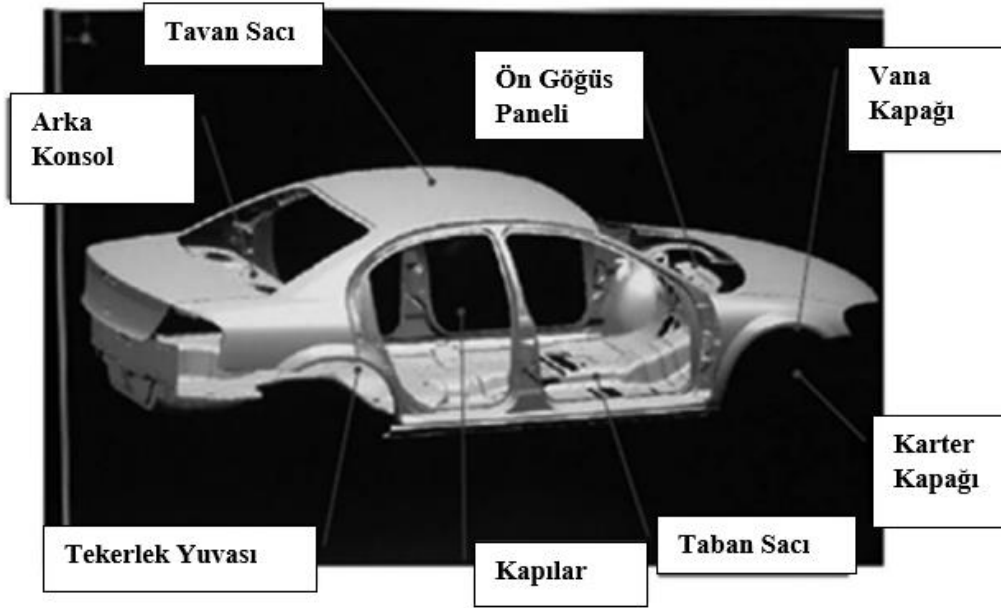 Tavan Sacı
Ön Göğüs
Paneli
Vana
Kapağı
Arka
Konsol
Karter
Kapağı
Tekerlek Yuvası
Kapılar
Taban Sacı